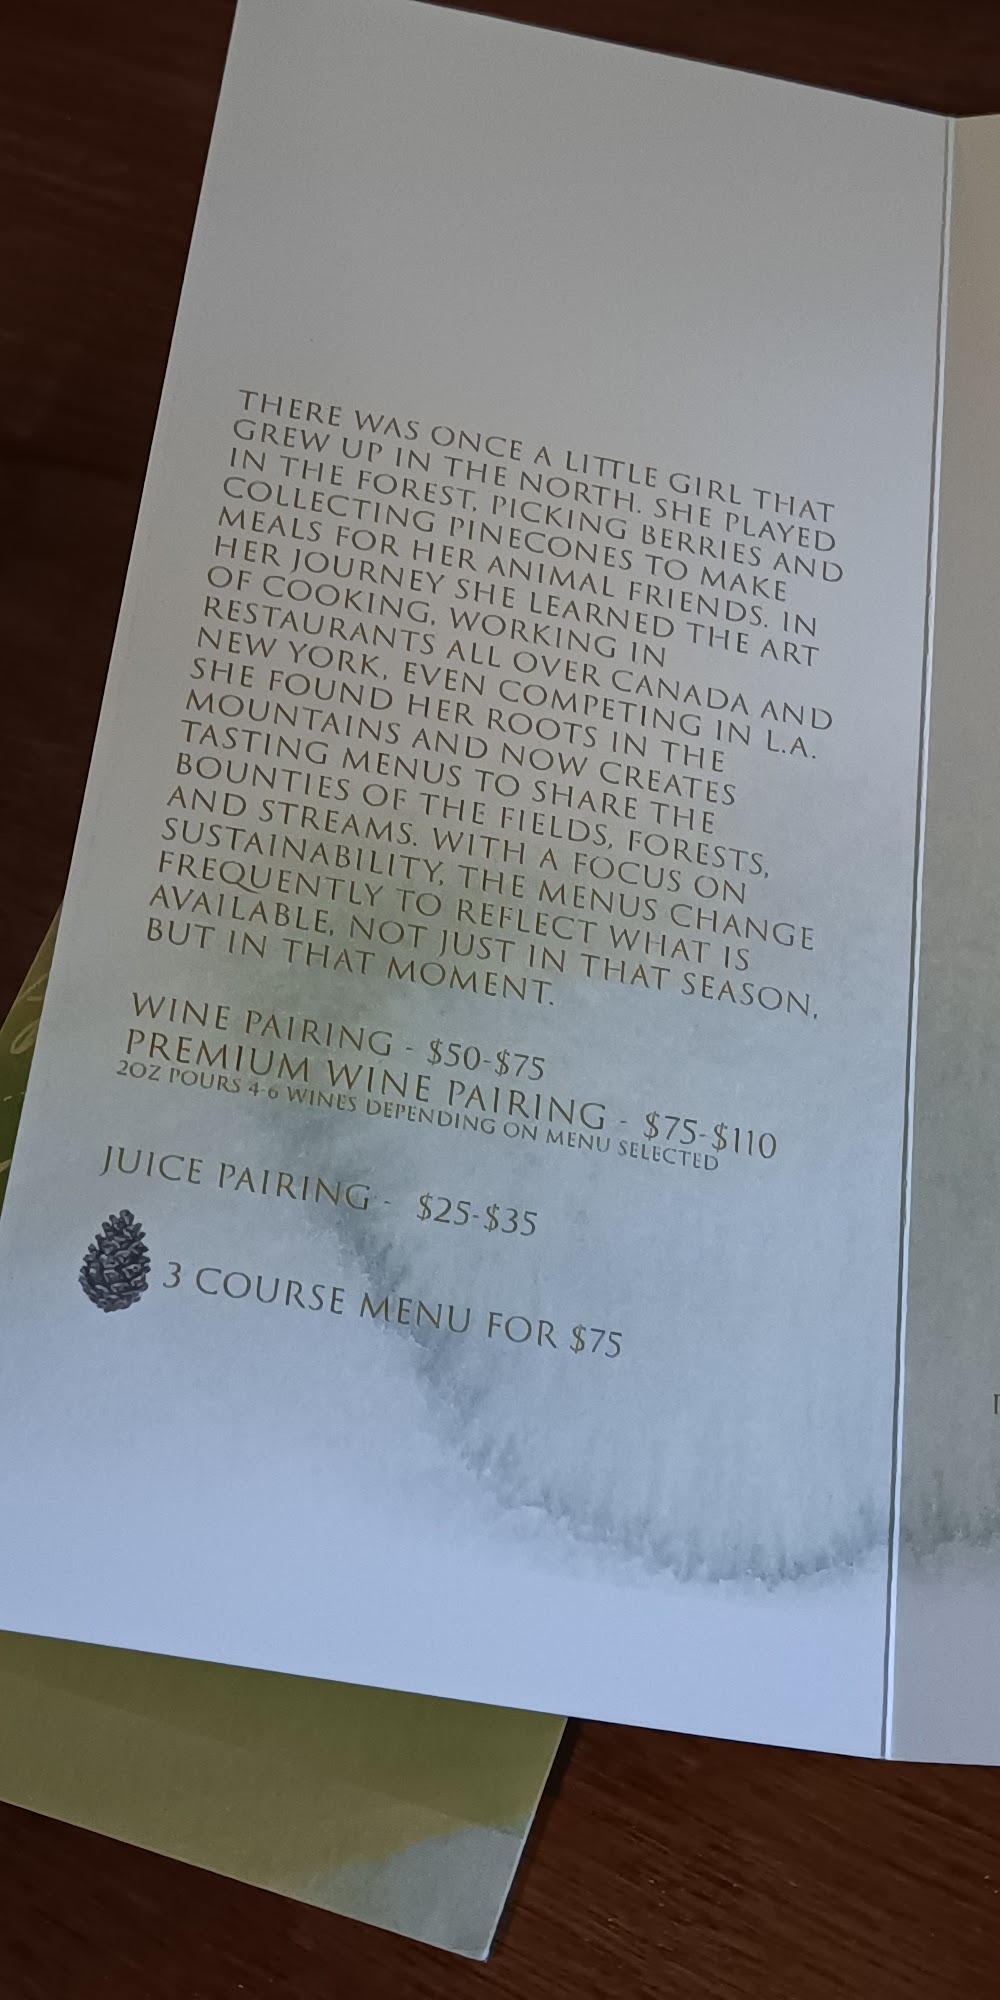 THERE WAS ONCE A LITTLE GIRL THAT
GREW UP IN THE NORTH. SHE PLAYED
IN THE FOREST, PICKING BERRIES AND
COLLECTING PINECONES TO MAKE
MEALS FOR HER ANIMAL FRIENDS. IN
HER JOURNEY SHE LEARNED THE ART
OF COOKING, WORKING IN
RESTAURANTS ALL OVER CANADA AND
NEW YORK, EVEN COMPETING IN L.A.
SHE FOUND HER ROOTS IN THE
MOUNTAINS AND NOW CREATES
TASTING MENUS TO SHARE THE
BOUNTIES OF THE FIELDS, FORESTS,
AND STREAMS. WITH A FOCUS ON
SUSTAINABILITY, THE MENUS CHANGE
FREQUENTLY TO REFLECT WHAT IS
AVAILABLE, NOT JUST IN THAT SEASON,
BUT IN THAT MOMENT.
WINE PAIRING - $50-$75
PREMIUM WINE PAIRING - $75-$110
2OZ POURS 4-6 WINES DEPENDING ON MENU SELECTED
JUICE PAIRING - $25-$35
3 COURSE MENU FOR $75